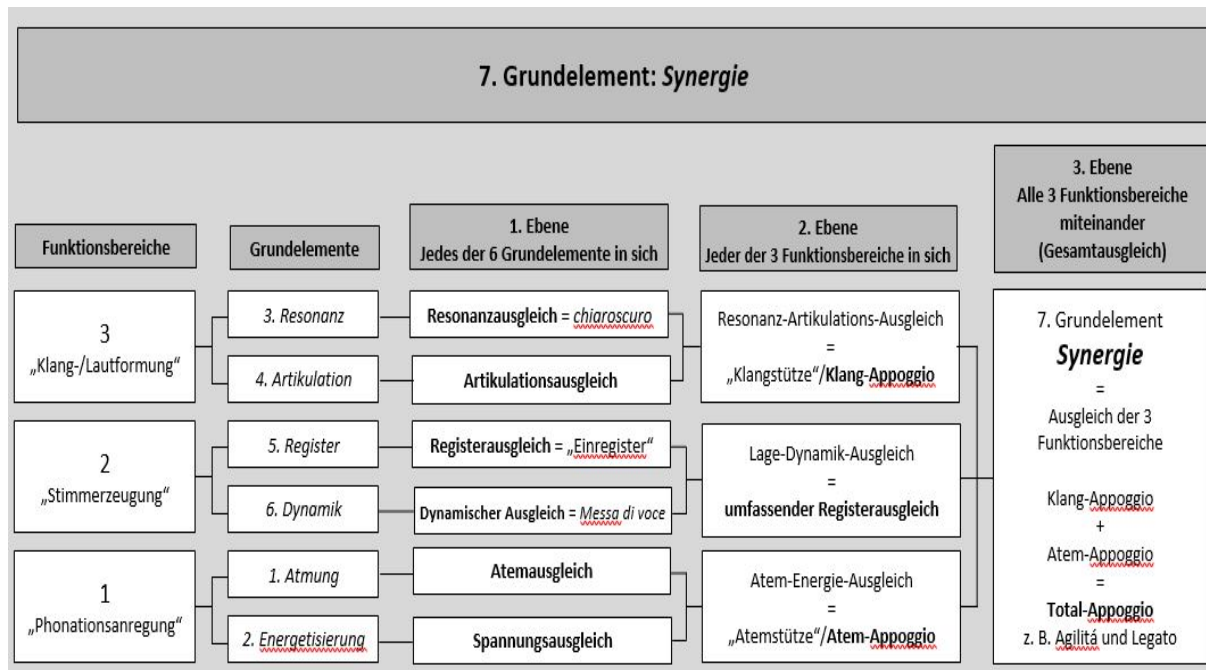 7. Grundelement: Synergie
Funktionsbereiche
Grundelemente
1. Ebene
Jedes der 6 Grundelemente in sich
2. Ebene
Jeder der 3 Funktionsbereiche in sich
3. Ebene
Alle 3 Funktionsbereiche
miteinander
(Gesamtausgleich)
3
„Klang-/Lautformung“
3. Resonanz
Resonanzausgleich = chiaroscuro
4. Artikulation
Artikulationsausgleich
Resonanz-Artikulations-Ausgleich
=
„Klangstütze“/Klang-Appoggio
2
„Stimmerzeugung“
5. Register
Registerausgleich = „Einregister“
6. Dynamik
Dynamischer Ausgleich = Messa di voce
Lage-Dynamik-Ausgleich
=
umfassender Registerausgleich
1
„Phonationsanregung“
1. Atmung
Atemausgleich
2. Energetisierung
Spannungsausgleich
Atem-Energie-Ausgleich
=
„Atemstütze“/Atem-Appoggio
7. Grundelement
Synergie
=
Ausgleich der 3
Funktionsbereiche
Klang-Appoggio
+
Atem-Appoggio
=
Total-Appoggio
z. B. Agilitá und Legato